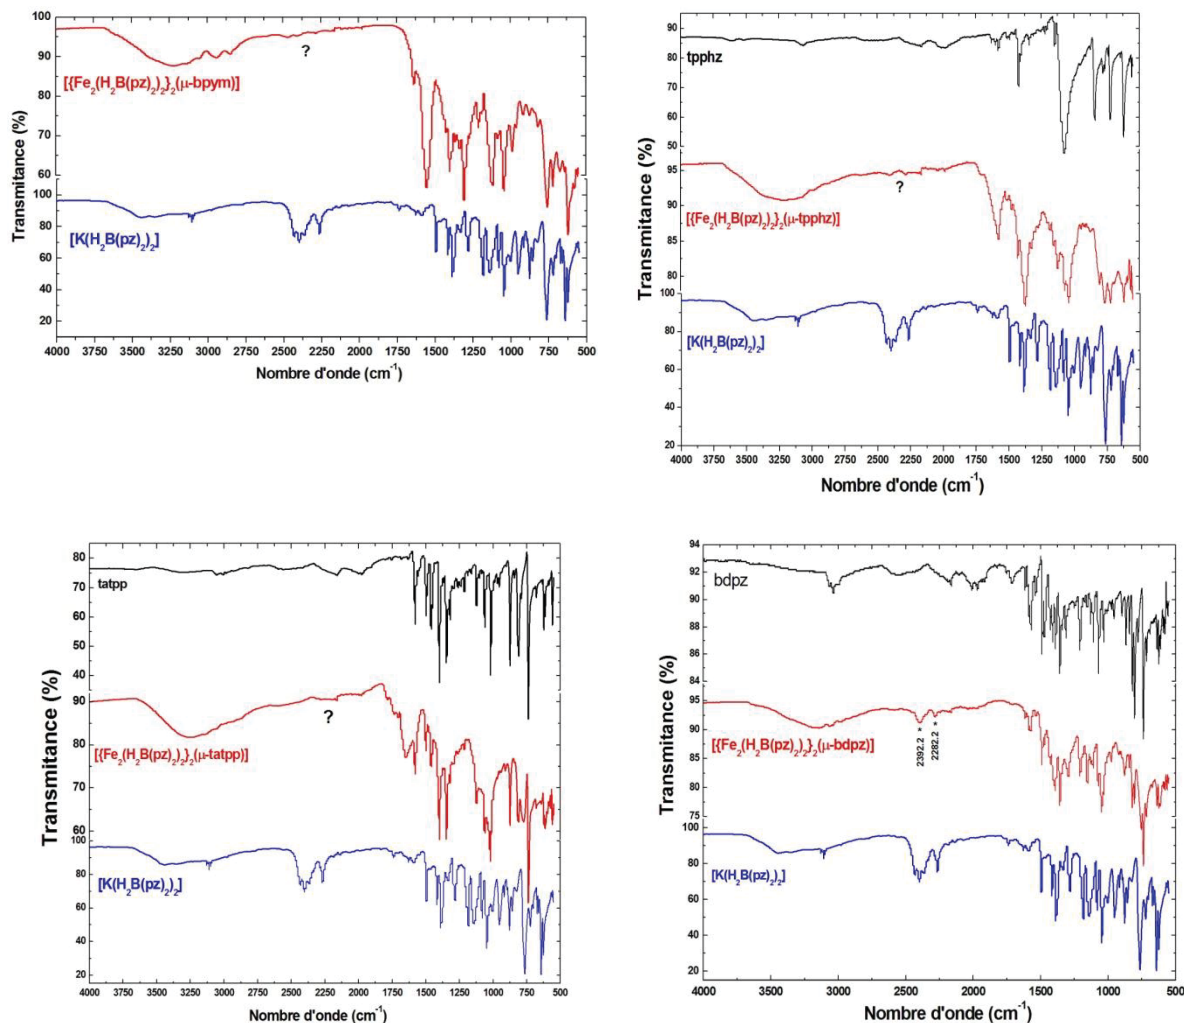 100
90
80
70
60
100
80
60
40
20
Transmitance (%)
?
[{Fe₂(H₂B(pz)₂)₂}₂(μ-bpym)]
[K(H₂B(pz)₂)₂]
4000 3750 3500 3250 3000 2750 2500 2250 2000 1750 1500 1250 1000 750 500
Nombre d'onde (cm⁻¹)
90
80
70
60
50
95
90
85
80
100
80
60
40
20
Transmitance (%)
tpphz
?
[{Fe₂(H₂B(pz)₂)₂}₂(μ-tpphz)]
[K(H₂B(pz)₂)₂]
4000 3750 3500 3250 3000 2750 2500 2250 2000 1750 1500 1250 1000 750 500
Nombre d'onde (cm⁻¹)
80
70
60
50
40
90
80
70
60
100
80
60
40
20
Transmitance (%)
tatpp
?
[{Fe₂(H₂B(pz)₂)₂}₂(μ-tatpp)]
[K(H₂B(pz)₂)₂]
4000 3750 3500 3250 3000 2750 2500 2250 2000 1750 1500 1250 1000 750 500
Nombre d'onde (cm⁻¹)
94
92
90
88
86
84
95
90
85
80
75
100
80
60
40
20
Transmitance (%)
bdpz
2392.2 *
2282.2 *
[{Fe₂(H₂B(pz)₂)₂}₂(μ-bdpz)]
[K(H₂B(pz)₂)₂]
4000 3500 3000 2500 2000 1500 1000 500
Nombre d'onde (cm⁻¹)